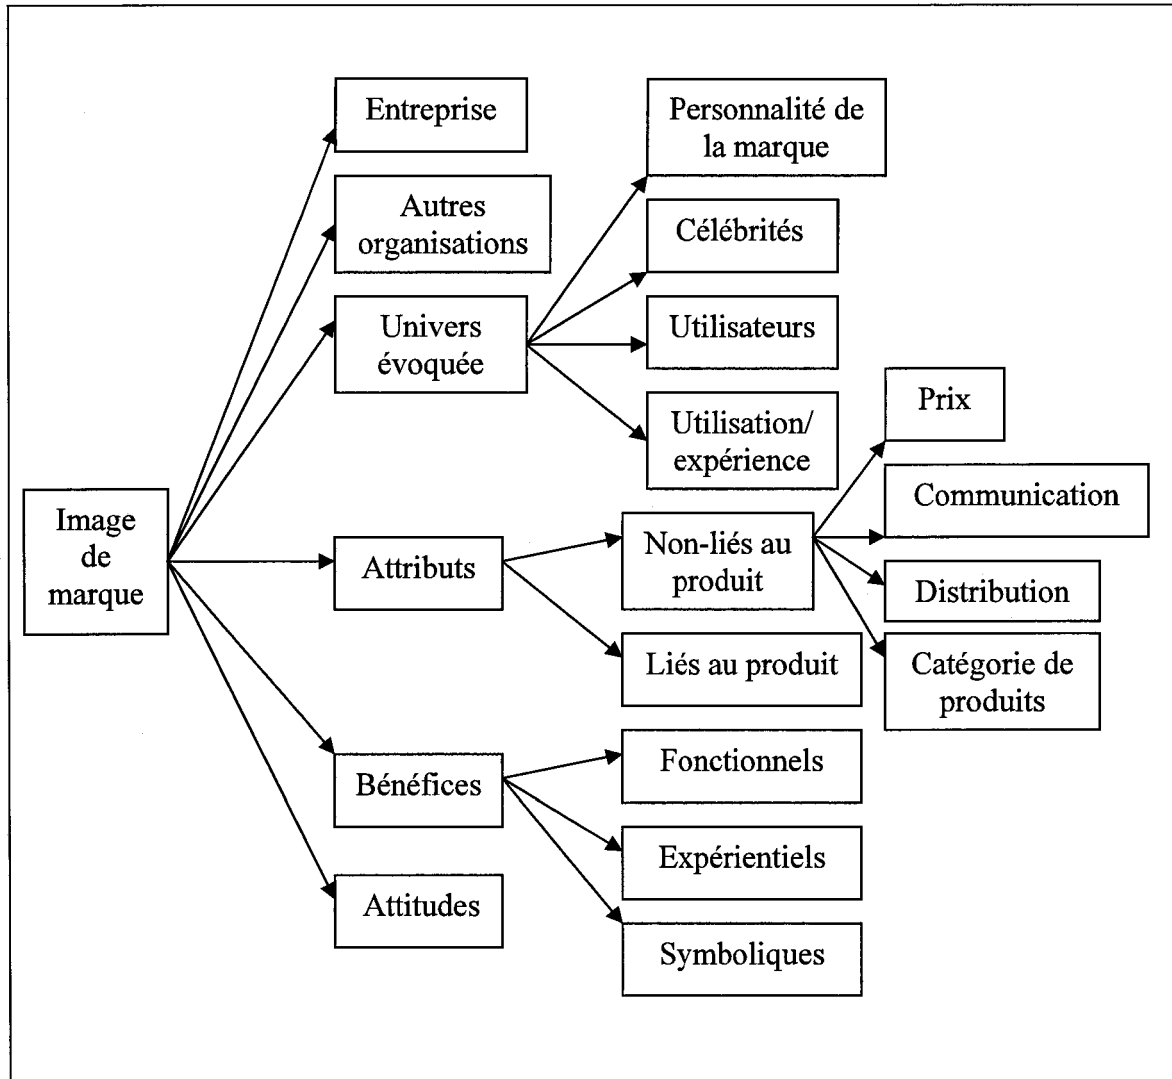 Entreprise
Personnalité de
la marque
Autres
organisations
Célébrités
Univers
évoquée
Utilisateurs
Utilisation/
expérience
Prix
Communication
Image
de
marque
Attributs
Non-liés au
produit
Distribution
Liés au produit
Catégorie de
produits
Bénéfices
Fonctionnels
Expérientiels
Attitudes
Symboliques